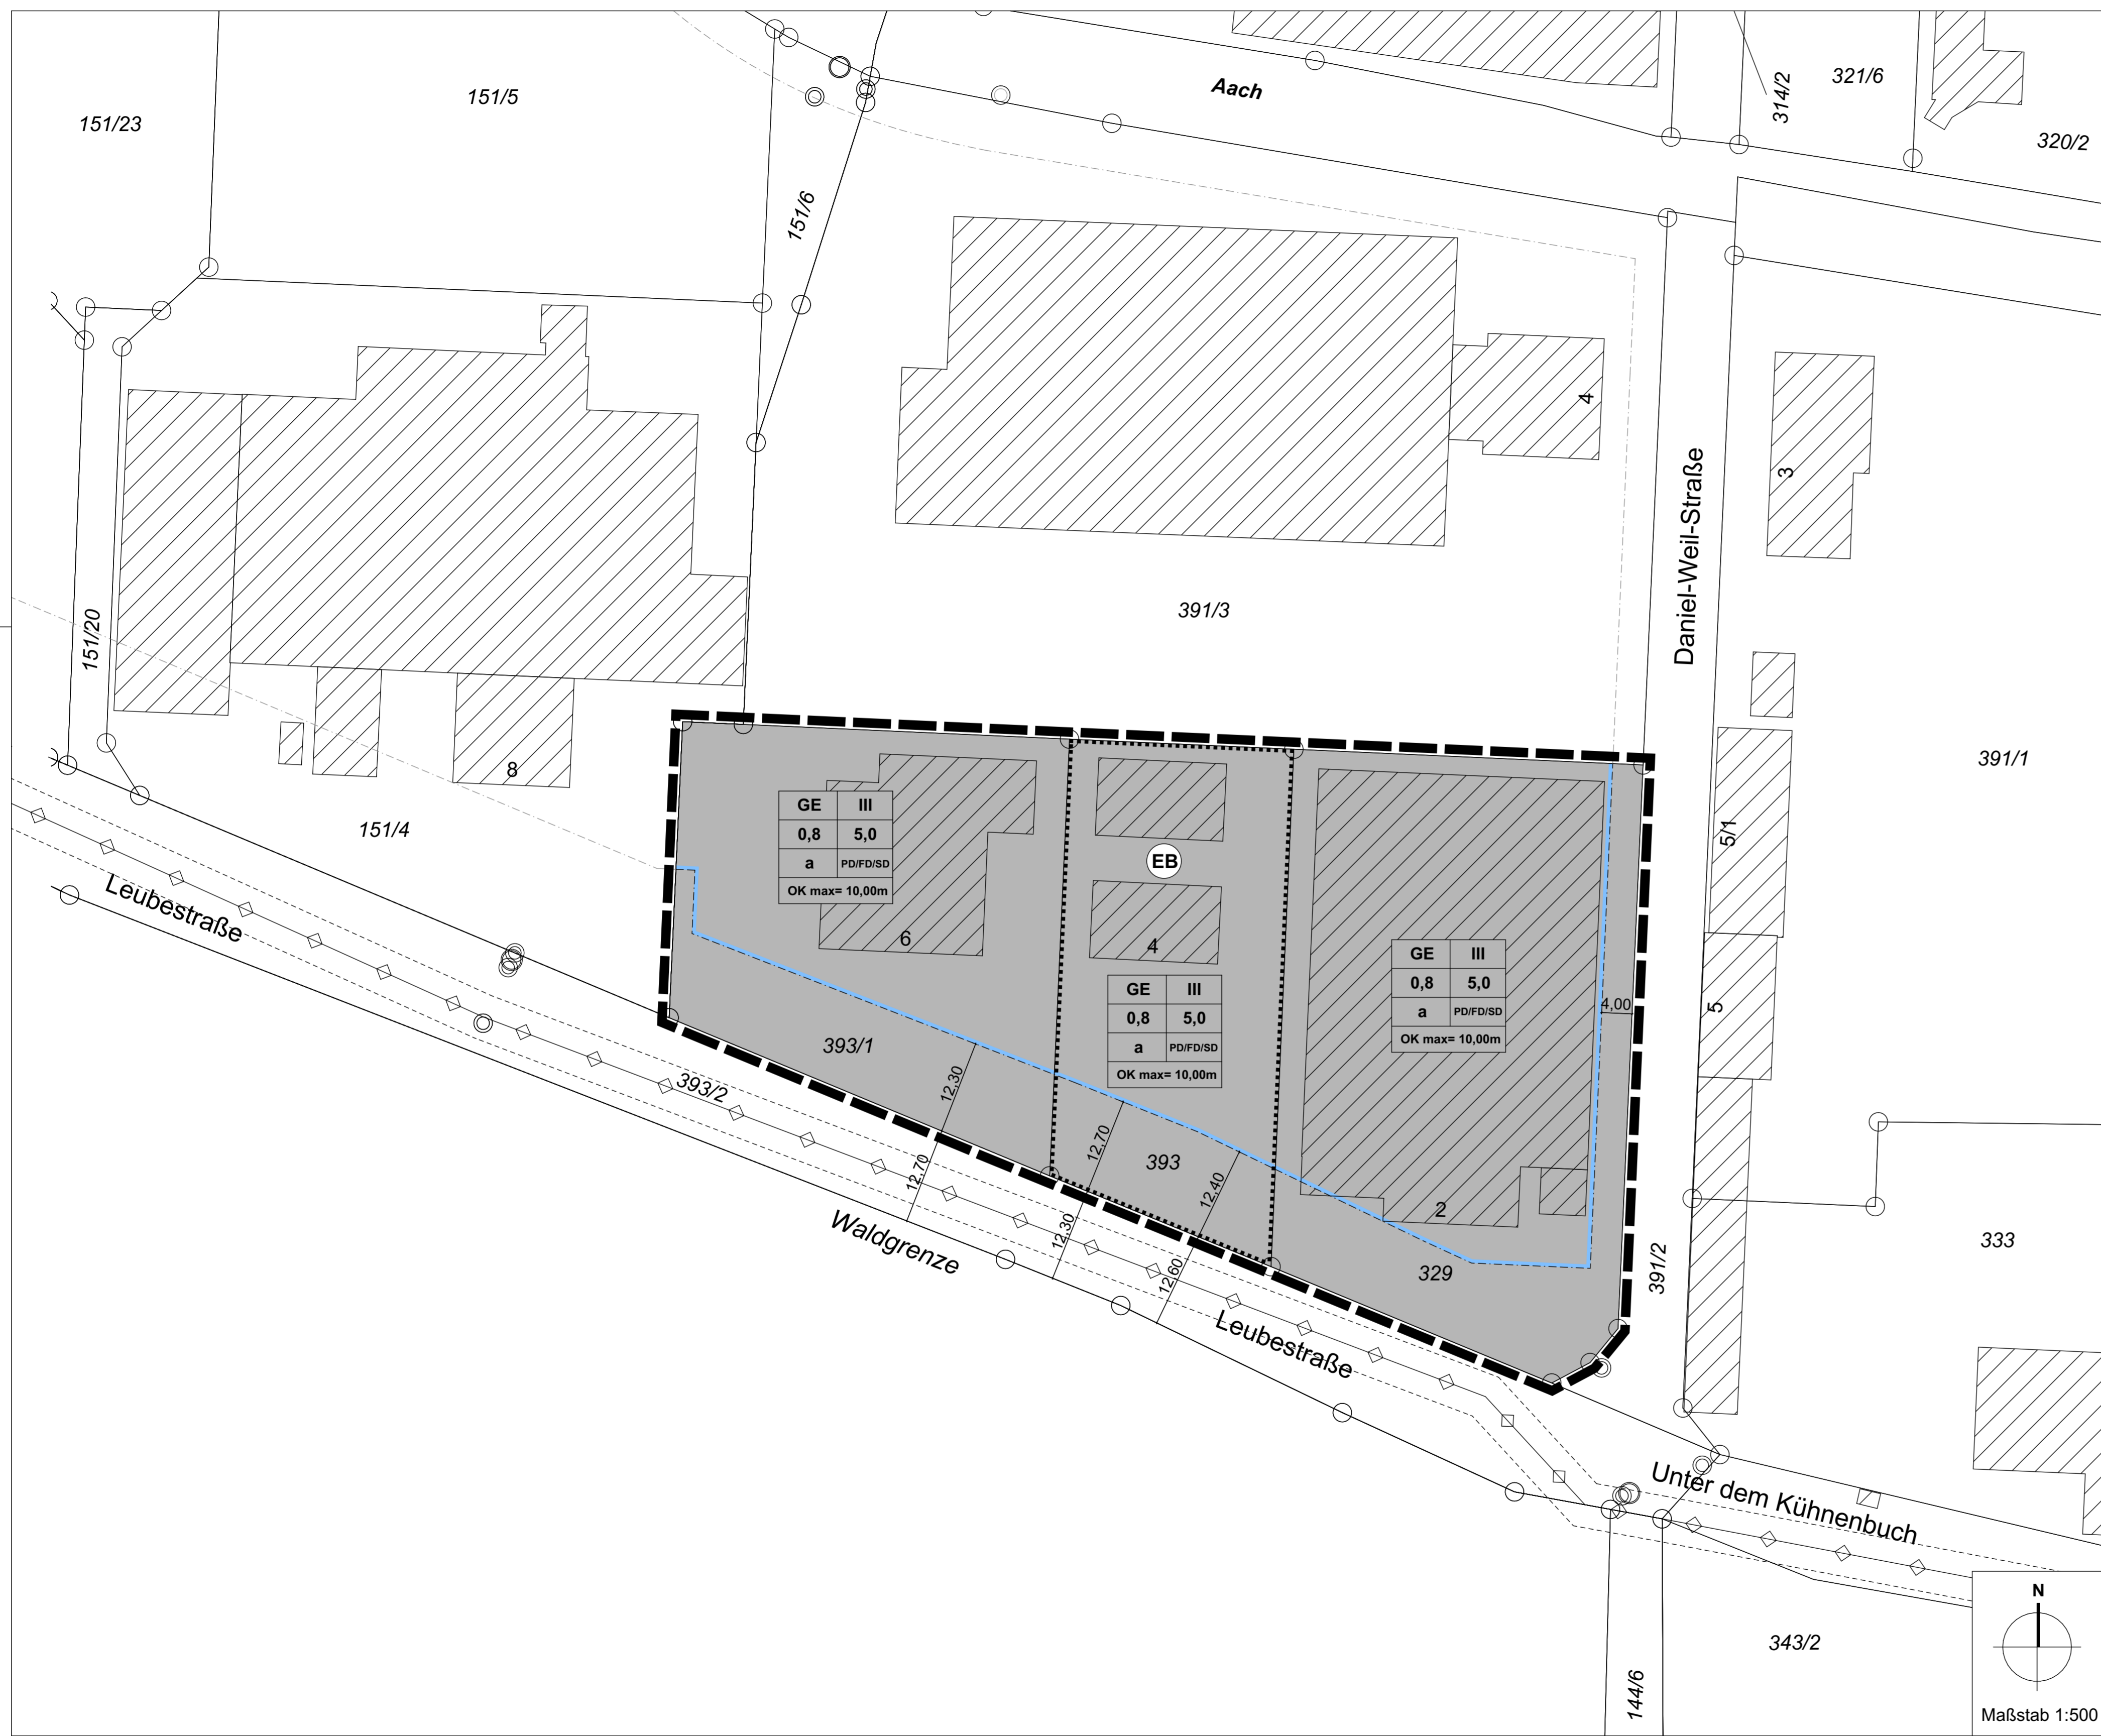 151/23
151/5
Aach
314/2
321/6
320/2
151/6
4
3
391/3
Daniel-Weil-Straße
151/20
8
391/1
151/4
5/1
Leubestraße
GE III
0,8 5,0
a PD/FD/SD
OK max= 10,00m
6
EB
4
GE III
0,8 5,0
a PD/FD/SD
OK max= 10,00m
GE III
0,8 5,0
a PD/FD/SD
OK max= 10,00m
4,00
5
393/1
393/2
12,30
12,70
12,70
393
12,40
12,30
12,60
2
329
391/2
333
Waldgrenze
Leubestraße
Unter dem Kühnenbuch
144/6
343/2
N
Maßstab 1:500